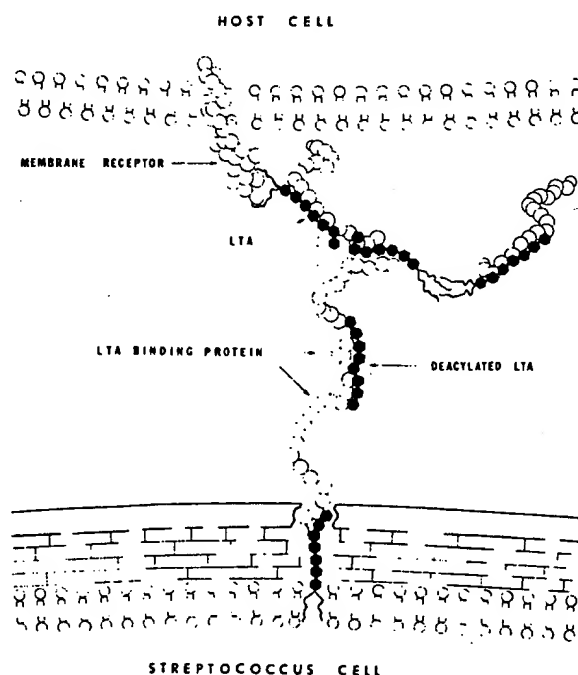 HOST CELL
MEMBRANE RECEPTOR
LTA
LTA BINDING PROTEIN
DEACYLATED LTA
STREPTOCOCCUS CELL